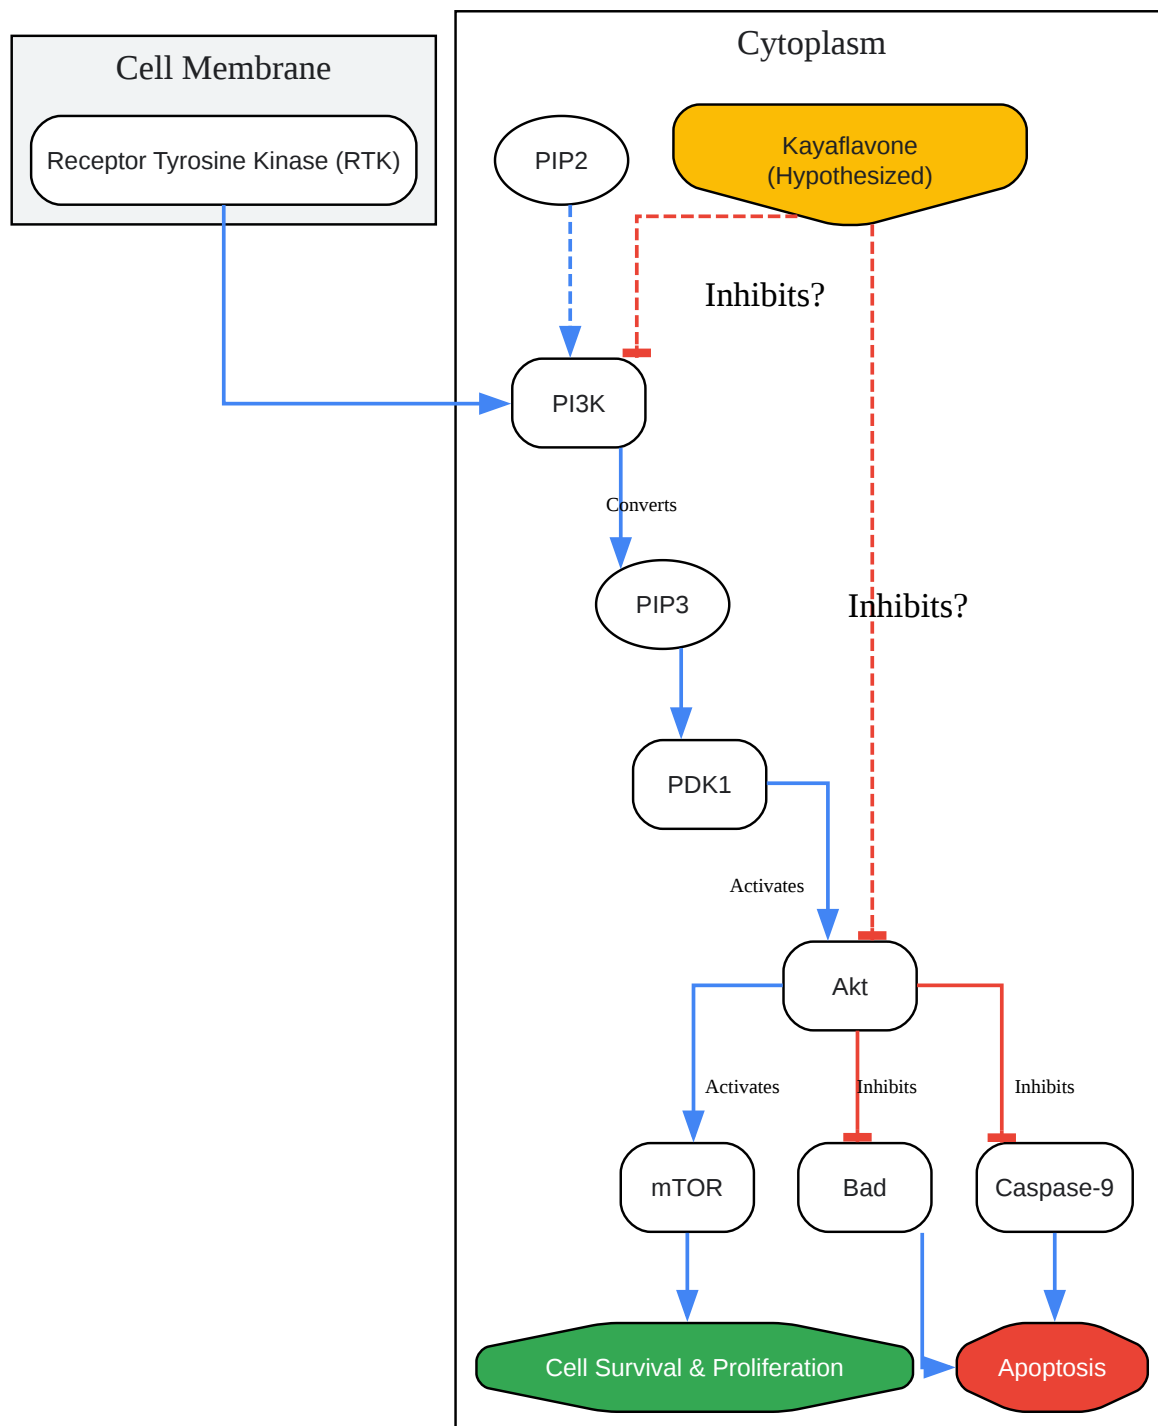 Cytoplasm
Cell Membrane
Receptor Tyrosine Kinase (RTK)
PIP2
Kayaflavone
(Hypothesized)
Inhibits?
PI3K
Converts
PIP3
Inhibits?
PDK1
Activates
Akt
Activates
Inhibits
Inhibits
mTOR
Bad
Caspase-9
Cell Survival & Proliferation
Apoptosis